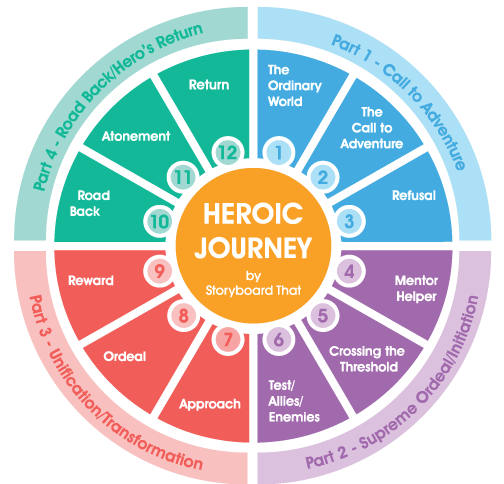 HEROIC
JOURNEY
by
Storyboard That
Part 1 - Call to Adventure
1
The
Ordinary
World
2
The
Call to
Adventure
3
Refusal
Part 2 - Supreme Ordeal/Initiation
4
Mentor
Helper
5
Crossing the
Threshold
6
Test/
Allies/
Enemies
Part 3 - Unification/Transformation
7
Approach
8
Ordeal
9
Reward
Part 4 - Road Back/Hero's Return
10
Road
Back
11
Atonement
12
Return